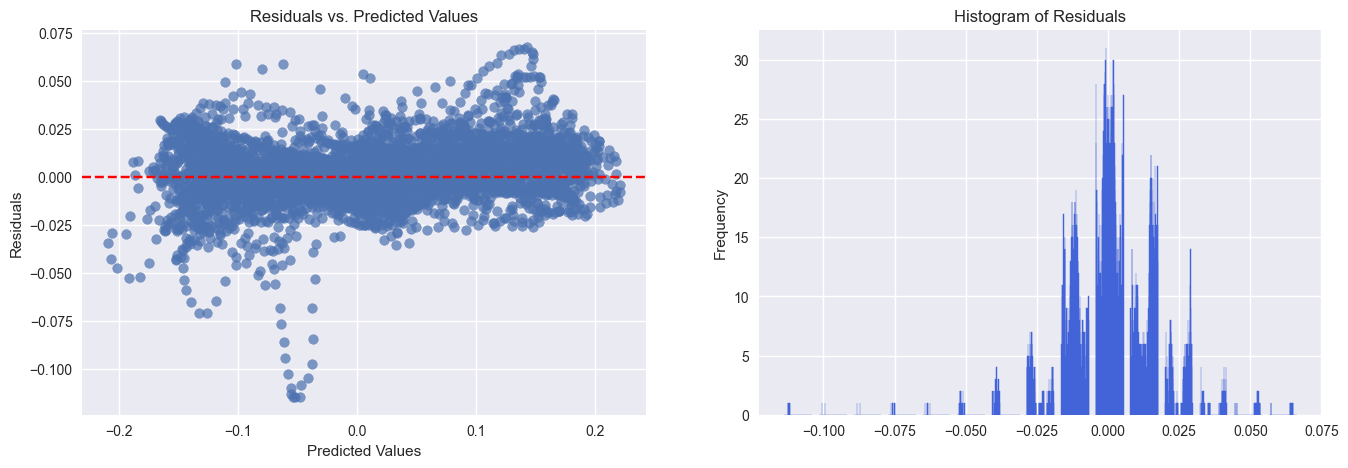 Residuals vs. Predicted Values
0.075
0.050
0.025
0.000
−0.025
−0.050
−0.075
−0.100
Residuals
−0.2 −0.1 0.0 0.1 0.2
Predicted Values
Histogram of Residuals
30
25
20
15
10
5
0
Frequency
−0.100 −0.075 −0.050 −0.025 0.000 0.025 0.050 0.075